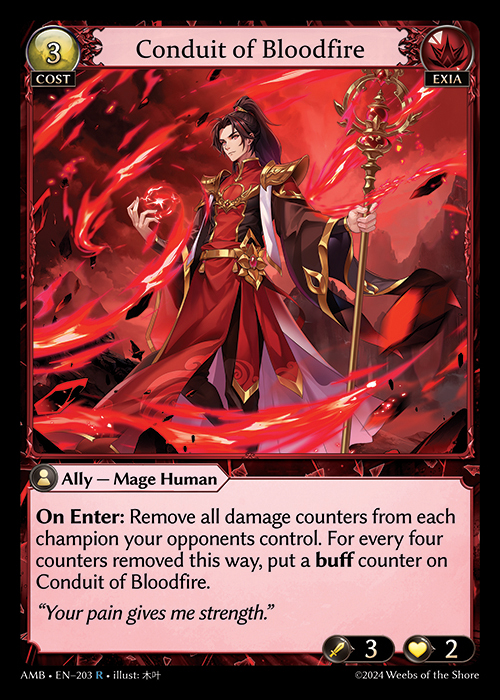 3
Conduit of Bloodfire
COST
EXIA
Ally — Mage Human
On Enter: Remove all damage counters from each
champion your opponents control. For every four
counters removed this way, put a buff counter on
Conduit of Bloodfire.
“Your pain gives me strength.”
3
2
AMB • EN–203 R • illust: 木叶
©2024 Weebs of the Shore